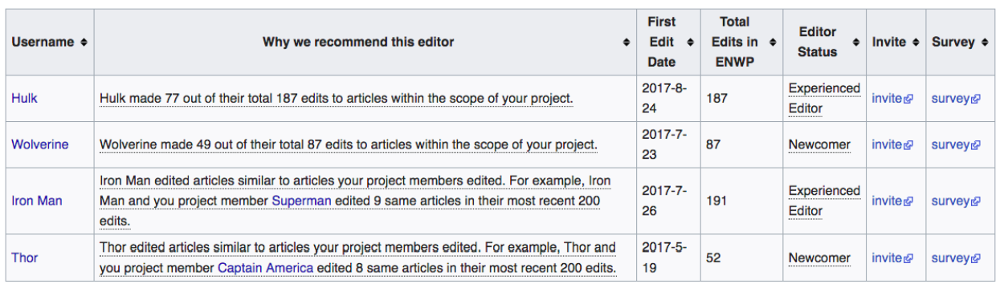 Username Why we recommend this editor First Edit Date Total Edits in ENWP Editor Status Invite Survey
Hulk Hulk made 77 out of their total 187 edits to articles within the scope of your project. 2017-8-24 187 Experienced Editor invite survey
Wolverine Wolverine made 49 out of their total 87 edits to articles within the scope of your project. 2017-7-23 87 Newcomer invite survey
Iron Man Iron Man edited articles similar to articles your project members edited. For example, Iron
Man and you project member Superman edited 9 same articles in their most recent 200
edits. 2017-7-26 191 Experienced Editor invite survey
Thor Thor edited articles similar to articles your project members edited. For example, Thor and
you project member Captain America edited 8 same articles in their most recent 200 edits. 2017-5-19 52 Newcomer invite survey